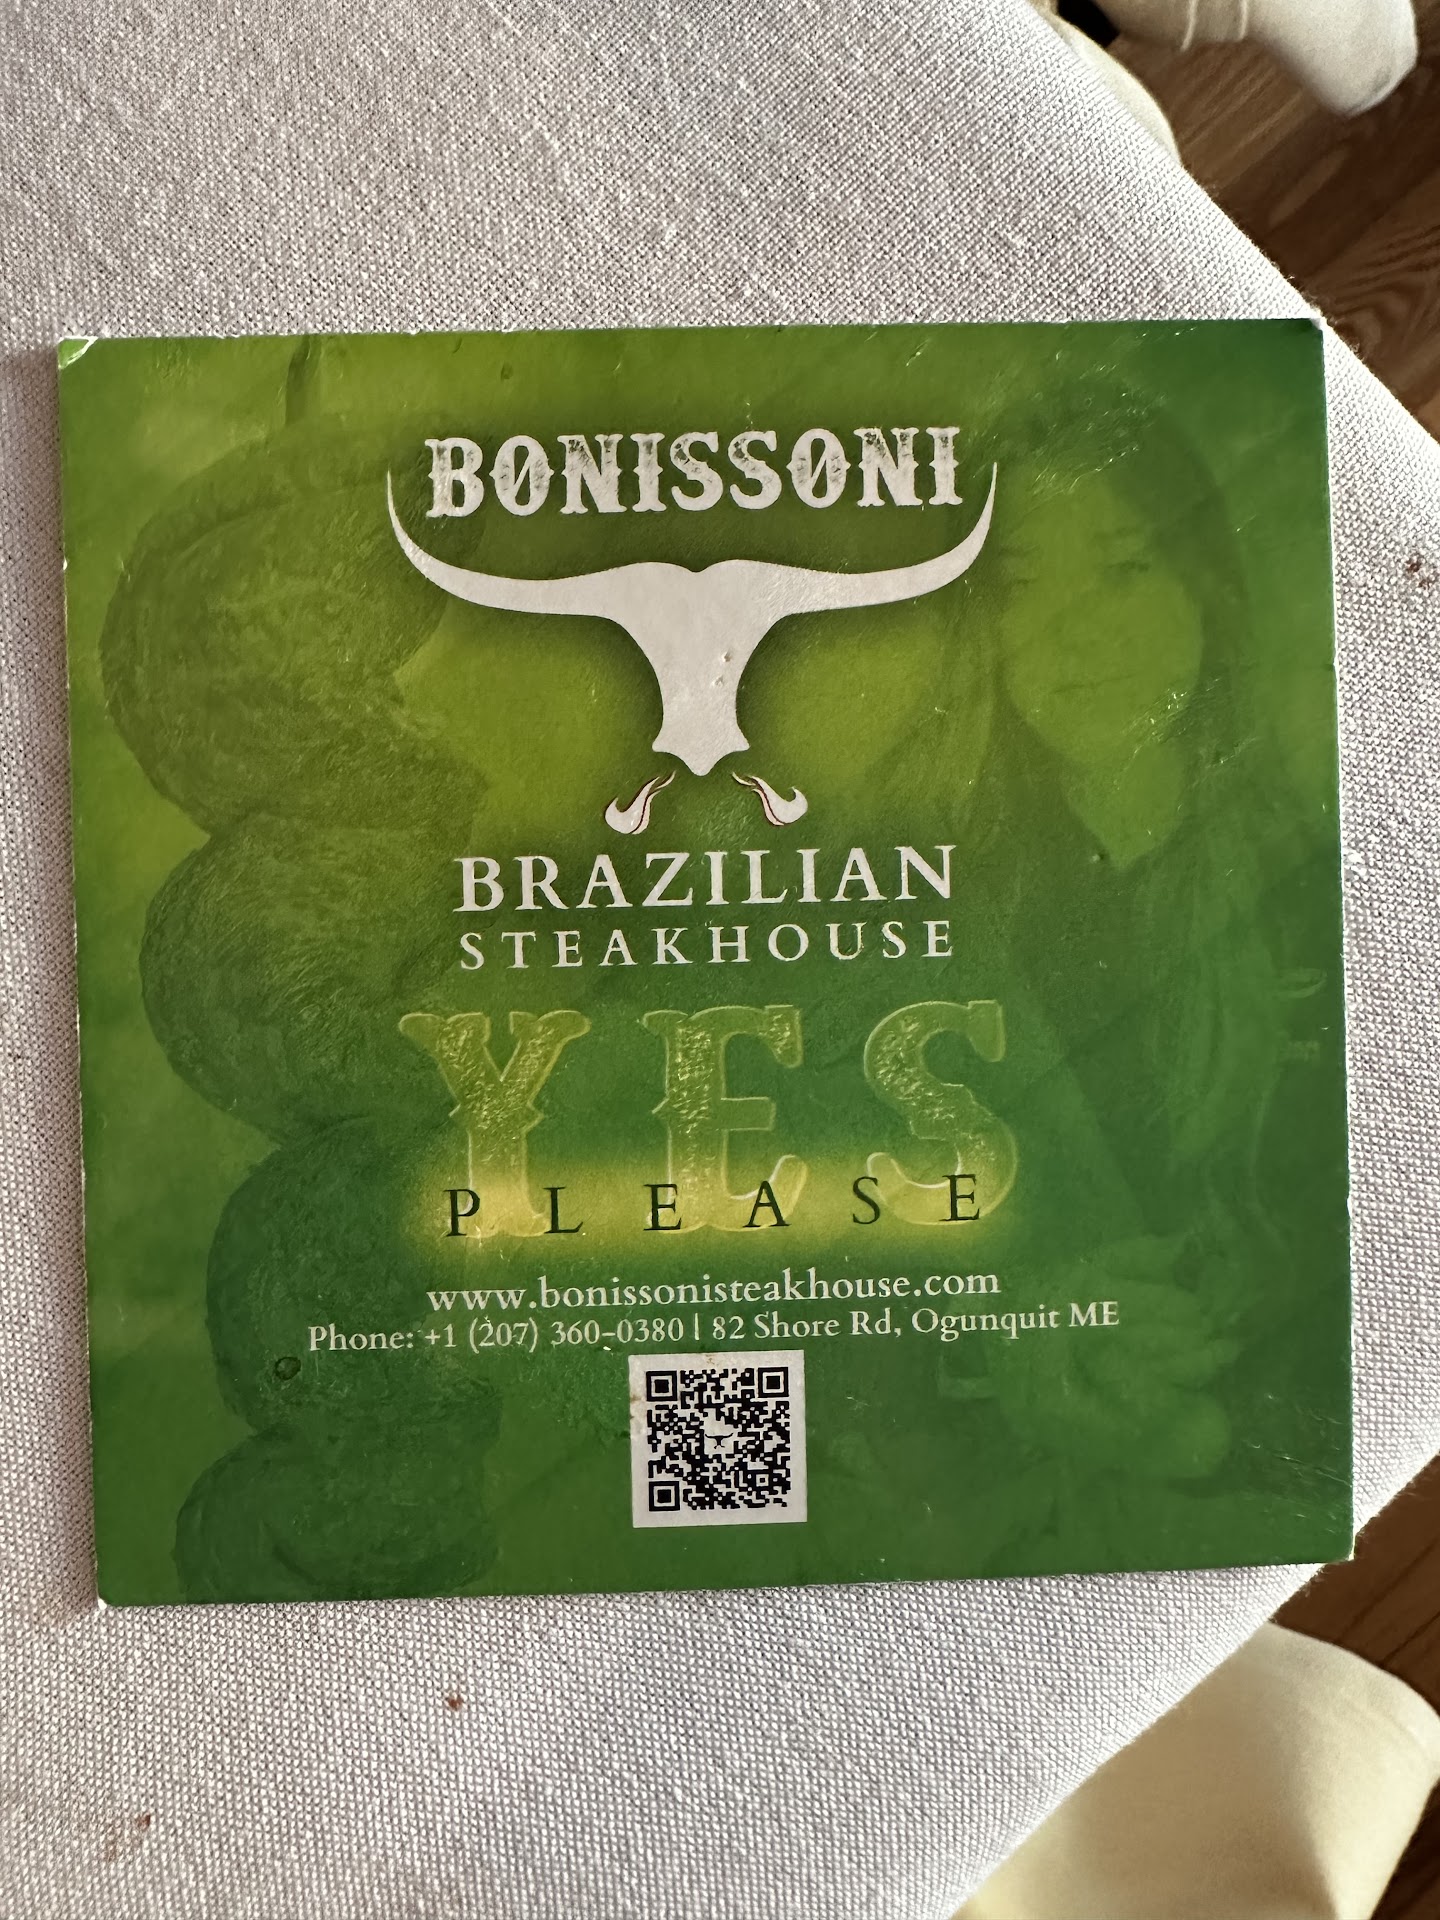 BONISSONI
BRAZILIAN
STEAKHOUSE
YES
PLEASE
www.bonissonisteakhouse.com
Phone: +1 (207) 360-0380 | 82 Shore Rd, Ogunquit ME